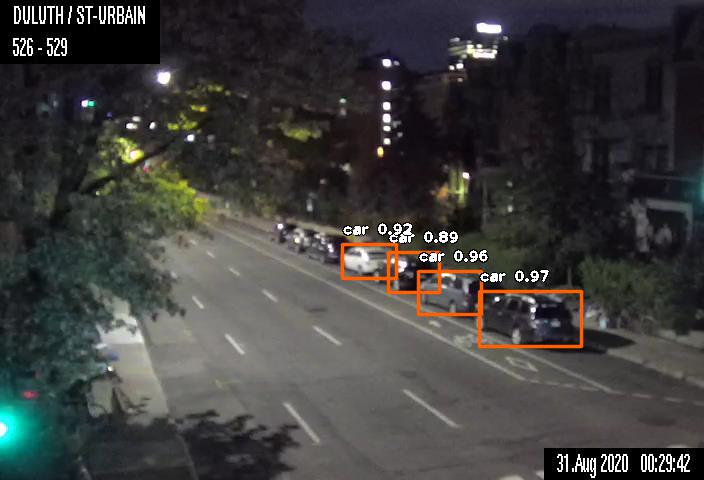 DULUTH / ST-URBAIN
526 - 529
car 0.92
car 0.89
car 0.96
car 0.97
31.Aug 2020 00:29:42